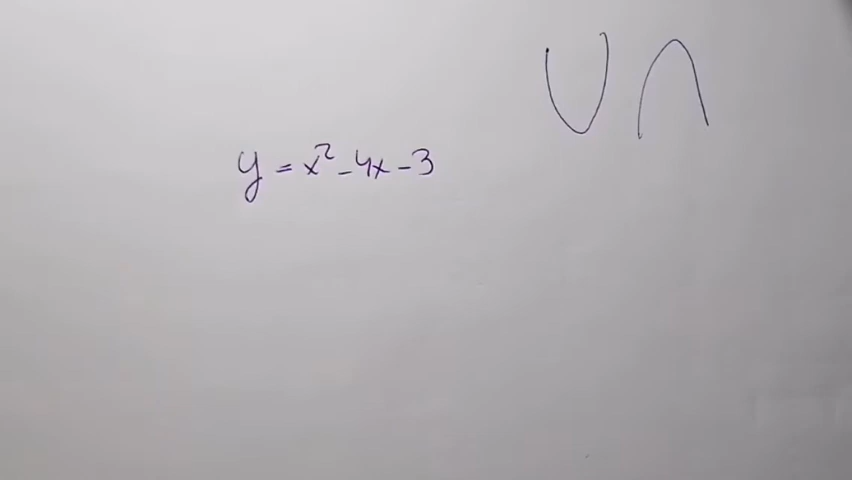 y = x² - 4x - 3